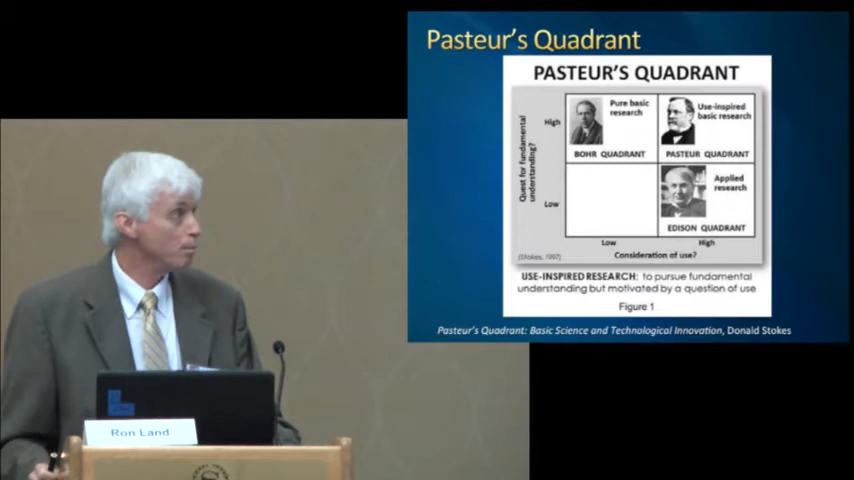 Pasteur's Quadrant
PASTEUR'S QUADRANT
Quest for fundamental
understanding?
High
Low
Pure basic
research
BOHR QUADRANT
Use-inspired
basic research
PASTEUR QUADRANT
Applied
research
EDISON QUADRANT
Low
High
Consideration of use?
(Stokes, 1997)
USE-INSPIRED RESEARCH: to pursue fundamental
understanding but motivated by a question of use
Figure 1
Pasteur's Quadrant: Basic Science and Technological Innovation, Donald Stokes
Ron Land